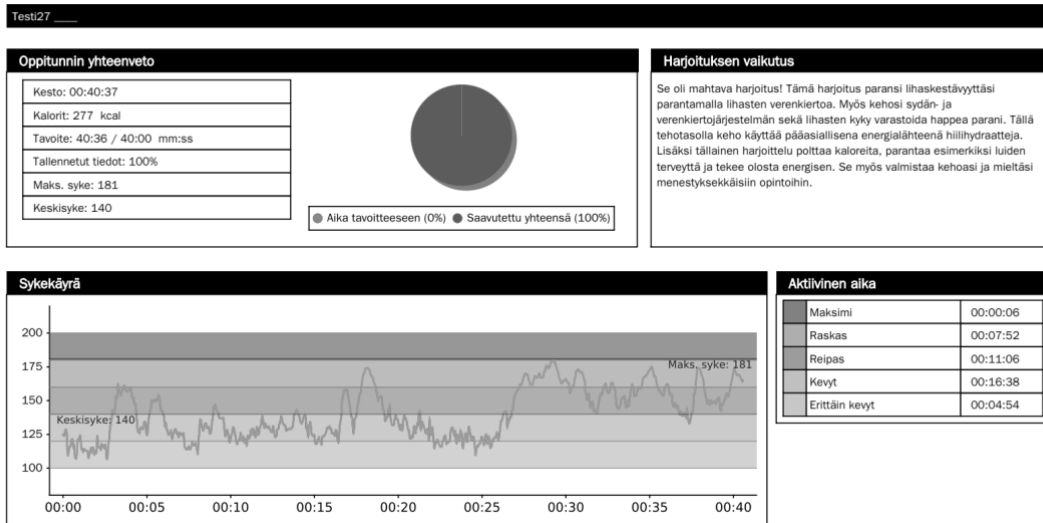 Testi27 ____
Oppitunnin yhteenveto
Kesto: 00:40:37
Kalorit: 277 kcal
Tavoite: 40:36 / 40:00 mm:ss
Tallennetut tiedot: 100%
Maks. syke: 181
Keskisyke: 140
Aika tavoitteeseen (0%) Saavutettu yhteensä (100%)
Harjoituksen vaikutus
Se oli mahtava harjoitus! Tämä harjoitus paransi lihaskestävyyttäsi
parantamalla lihasten verenkiertoa. Myös kehosi sydän- ja
verenkiertojärjestelmän sekä lihasten kyky varastoida happea parani. Tällä
tehotasolla keho käyttää pääasiallisena energialähteenä hiilihydraatteja.
Lisäksi tällainen harjoittelu polttaa kaloreita, parantaa esimerkiksi luiden
terveyttä ja tekee olosta energisen. Se myös valmistaa kehoasi ja mieltäsi
menestyksekkäisiin opintoihin.
Sykekäyrä
200
175
150
125
100
Maks. syke: 181
Keskisyke: 140
00:00 00:05 00:10 00:15 00:20 00:25 00:30 00:35 00:40
Aktiivinen aika
Maksimi 00:00:06
Raskas 00:07:52
Reipas 00:11:06
Kevyt 00:16:38
Erittäin kevyt 00:04:54